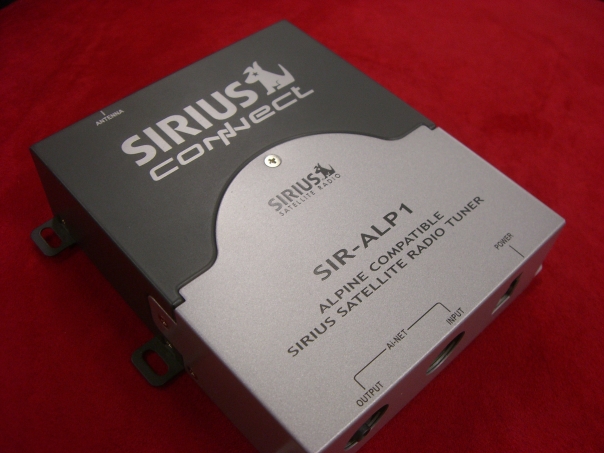 ANTENNA
SIRIUS
connect
SIRIUS
SATELLITE RADIO
SIR-ALP1
ALPINE COMPATIBLE
SIRIUS SATELLITE RADIO TUNER
POWER
Ai-NET
INPUT
OUTPUT